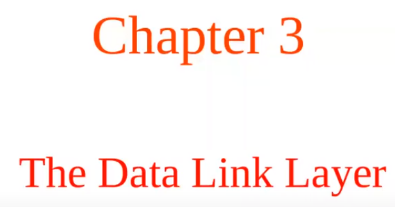 Chapter 3
The Data Link Layer